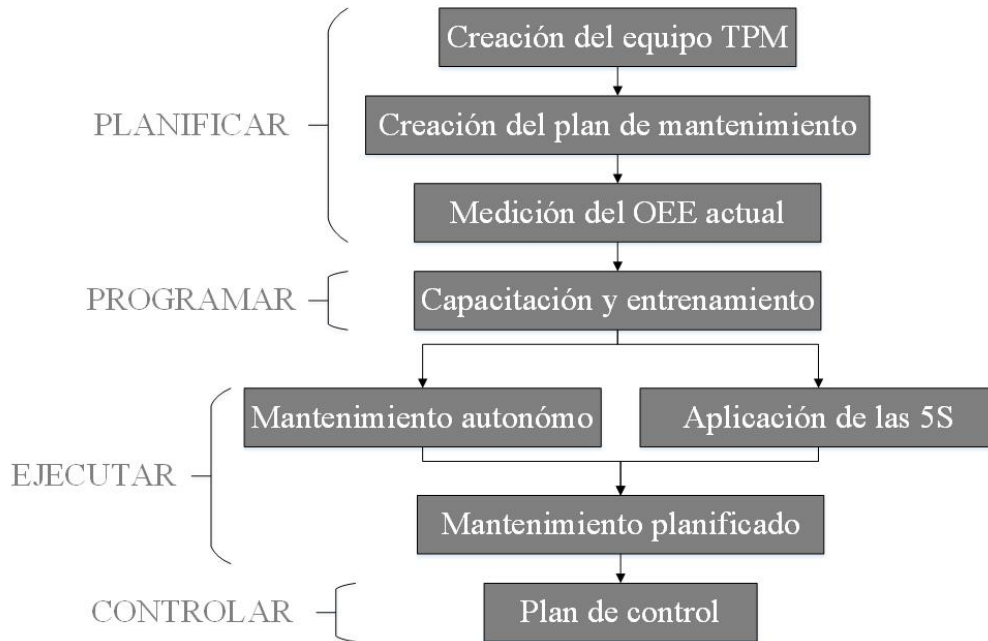 Creación del equipo TPM
PLANIFICAR
Creación del plan de mantenimiento
Medición del OEE actual
PROGRAMAR
Capacitación y entrenamiento
Mantenimiento autonómo
Aplicación de las 5S
EJECUTAR
Mantenimiento planificado
CONTROLAR
Plan de control